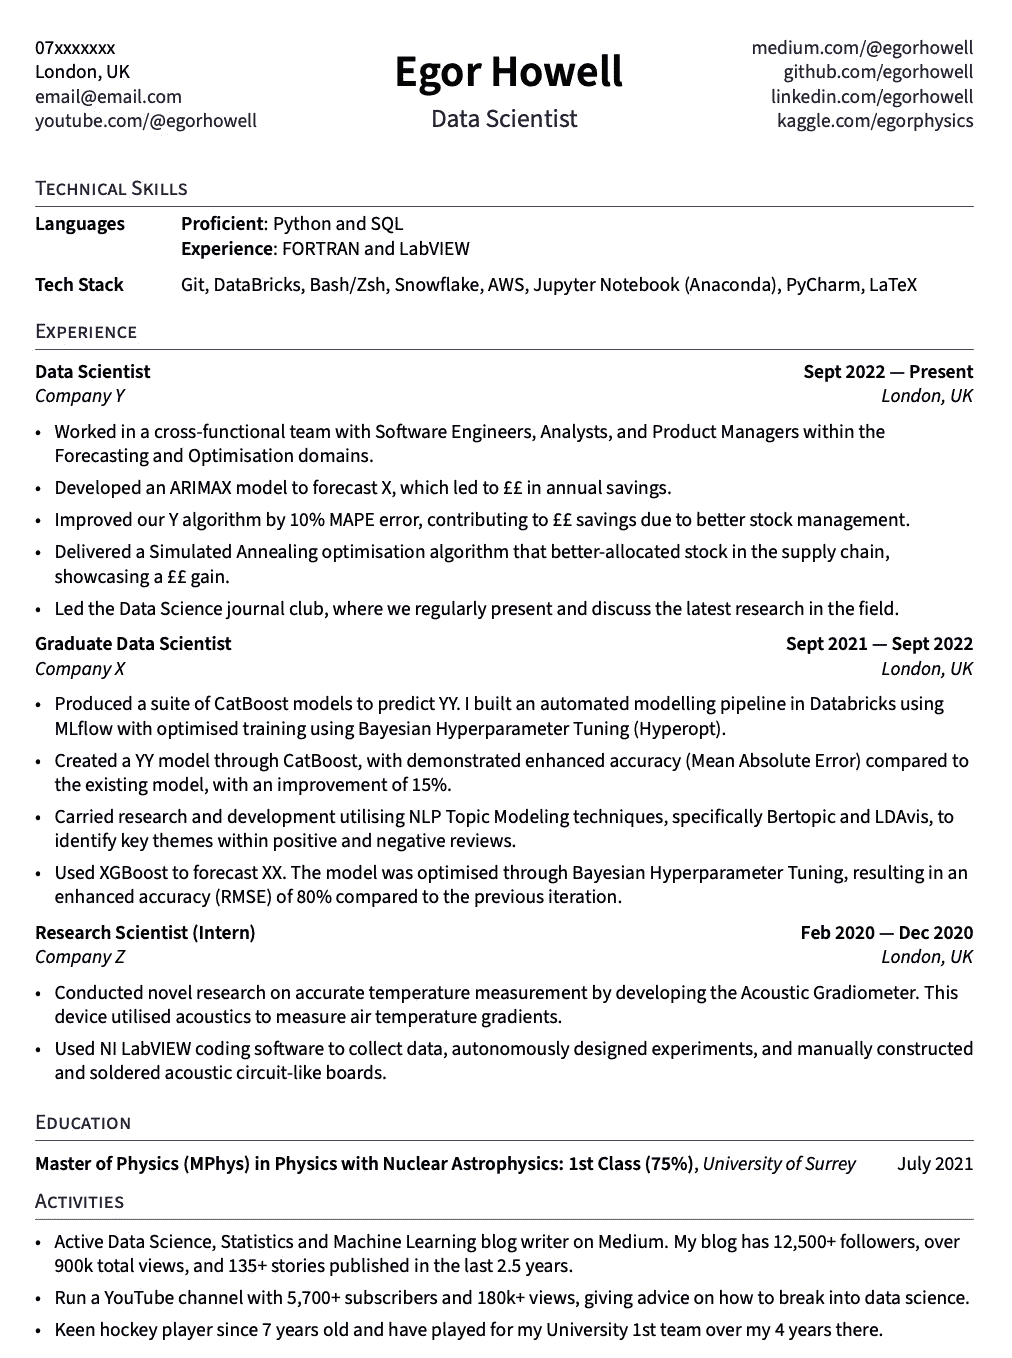 07xxxxxxx
London, UK
email@email.com
youtube.com/@egorhowell
Egor Howell
Data Scientist
medium.com/@egorhowell
github.com/egorhowell
linkedin.com/egorhowell
kaggle.com/egorphysics
Technical Skills
Languages Proficient: Python and SQL
Experience: FORTRAN and LabVIEW
Tech Stack Git, DataBricks, Bash/Zsh, Snowflake, AWS, Jupyter Notebook (Anaconda), PyCharm, LaTeX
Experience
Data Scientist Sept 2022 — Present
Company Y London, UK
• Worked in a cross-functional team with Software Engineers, Analysts, and Product Managers within the
Forecasting and Optimisation domains.
• Developed an ARIMAX model to forecast X, which led to ££ in annual savings.
• Improved our Y algorithm by 10% MAPE error, contributing to ££ savings due to better stock management.
• Delivered a Simulated Annealing optimisation algorithm that better-allocated stock in the supply chain,
showcasing a ££ gain.
• Led the Data Science journal club, where we regularly present and discuss the latest research in the field.
Graduate Data Scientist Sept 2021 — Sept 2022
Company X London, UK
• Produced a suite of CatBoost models to predict YY. I built an automated modelling pipeline in Databricks using
MLflow with optimised training using Bayesian Hyperparameter Tuning (Hyperopt).
• Created a YY model through CatBoost, with demonstrated enhanced accuracy (Mean Absolute Error) compared to
the existing model, with an improvement of 15%.
• Carried research and development utilising NLP Topic Modeling techniques, specifically Bertopic and LDAvis, to
identify key themes within positive and negative reviews.
• Used XGBoost to forecast XX. The model was optimised through Bayesian Hyperparameter Tuning, resulting in an
enhanced accuracy (RMSE) of 80% compared to the previous iteration.
Research Scientist (Intern) Feb 2020 — Dec 2020
Company Z London, UK
• Conducted novel research on accurate temperature measurement by developing the Acoustic Gradiometer. This
device utilised acoustics to measure air temperature gradients.
• Used NI LabVIEW coding software to collect data, autonomously designed experiments, and manually constructed
and soldered acoustic circuit-like boards.
Education
Master of Physics (MPhys) in Physics with Nuclear Astrophysics: 1st Class (75%), University of Surrey July 2021
Activities
• Active Data Science, Statistics and Machine Learning blog writer on Medium. My blog has 12,500+ followers, over
900k total views, and 135+ stories published in the last 2.5 years.
• Run a YouTube channel with 5,700+ subscribers and 180k+ views, giving advice on how to break into data science.
• Keen hockey player since 7 years old and have played for my University 1st team over my 4 years there.